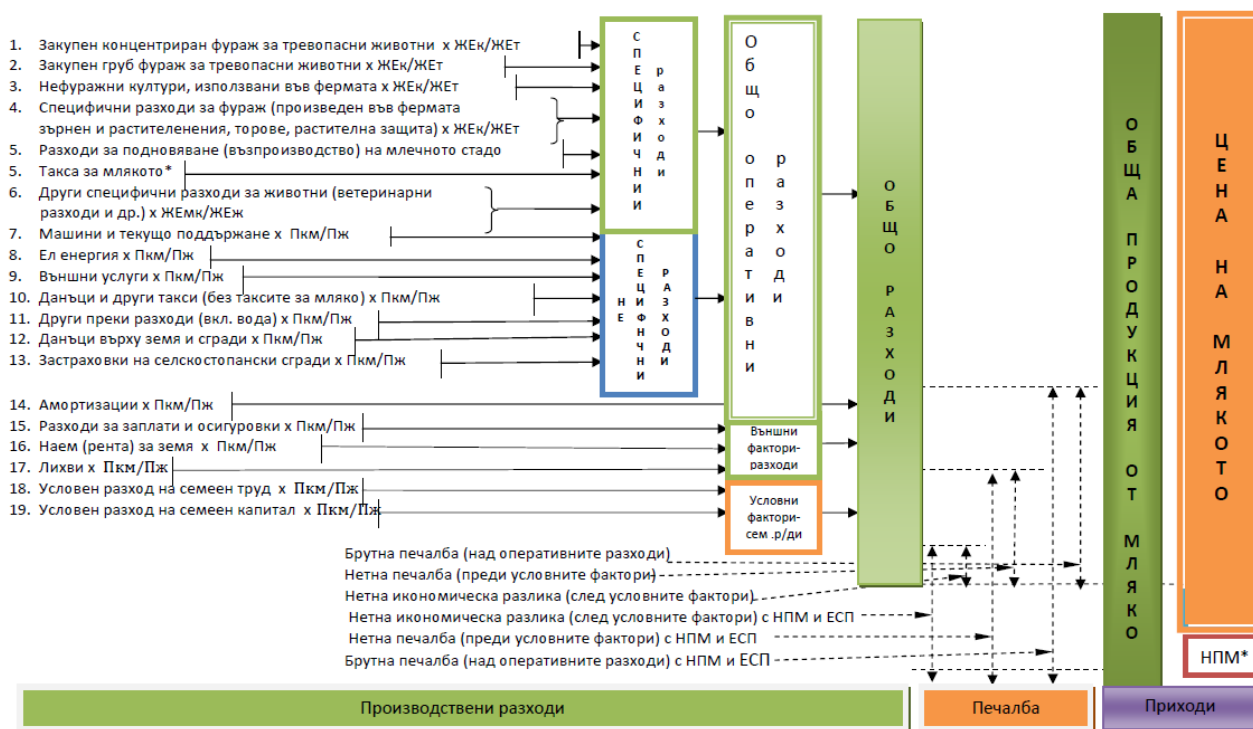 1. Закупен концентриран фураж за тревопасни животни х ЖЕк/ЖЕт
2. Закупен груб фураж за тревопасни животни х ЖЕк/ЖЕт
3. Нефуражни култури, използвани във фермата х ЖЕк/ЖЕт
4. Специфични разходи за фураж (произведен във фермата
зърнен и растителенения, торове, растителна защита) х ЖЕк/ЖЕт
5. Разходи за подновяване (възпроизводство) на млечното стадо
5. Такса за млякото*
6. Други специфични разходи за животни (ветеринарни
разходи и др.) х ЖЕмк/ЖЕж
7. Машини и текущо поддържане х Пкм/Пж
8. Ел енергия х Пкм/Пж
9. Външни услуги х Пкм/Пж
10. Данъци и други такси (без таксите за мляко) х Пкм/Пж
11. Други преки разходи (вкл. вода) х Пкм/Пж
12. Данъци върху земя и сгради х Пкм/Пж
13. Застраховки на селскостопански сгради х Пкм/Пж
14. Амортизации х Пкм/Пж
15. Разходи за заплати и осигуровки х Пкм/Пж
16. Наем (рента) за земя х Пкм/Пж
17. Лихви х Пкм/Пж
18. Условен разход на семеен труд х Пкм/Пж
19. Условен разход на семеен капитал х Пкм/Пж
СПЕЦИФИЧНИИ
разходи
НЕ
СПЕЦИФНЧНИ
РАЗХОДИ
Общо оперативни
разходи
Външни
фактори-
разходи
Условни
фактори-
сем .р/ди
ОБЩО РАЗХОДИ
ОБЩА ПРОДУКЦИЯ ОТ МЛЯКО
ЦЕНА НА МЛЯКОТО
НПМ*
Брутна печалба (над оперативните разходи)
Нетна печалба (преди условните фактори)
Нетна икономическа разлика (след условните фактори)
Нетна икономическа разлика (след условните фактори) с НПМ и ЕСП
Нетна печалба (преди условните фактори) с НПМ и ЕСП
Брутна печалба (над оперативните разходи) с НПМ и ЕСП
Производствени разходи
Печалба
Приходи